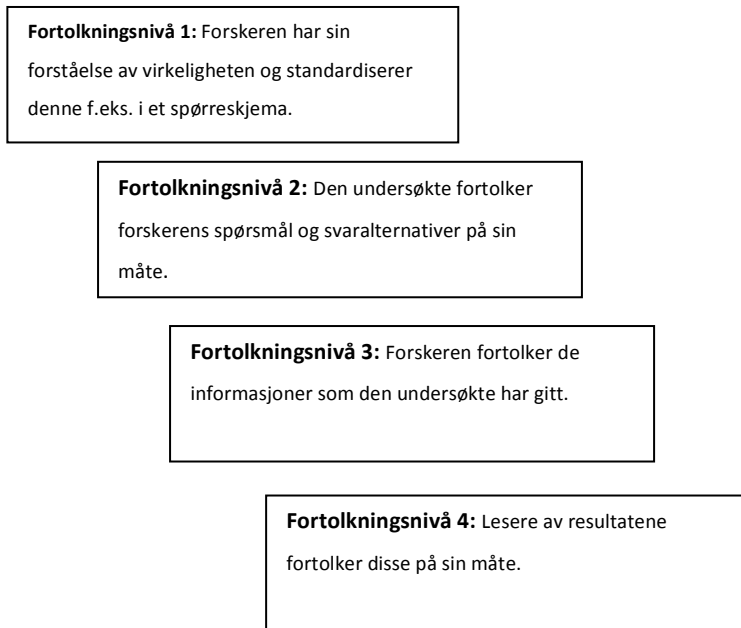 Fortolkningsnivå 1: Forskeren har sin
forståelse av virkeligheten og standardiserer
denne f.eks. i et spørreskjema.
Fortolkningsnivå 2: Den undersøkte fortolker
forskerens spørsmål og svaralternativer på sin
måte.
Fortolkningsnivå 3: Forskeren fortolker de
informasjoner som den undersøkte har gitt.
Fortolkningsnivå 4: Lesere av resultatene
fortolker disse på sin måte.